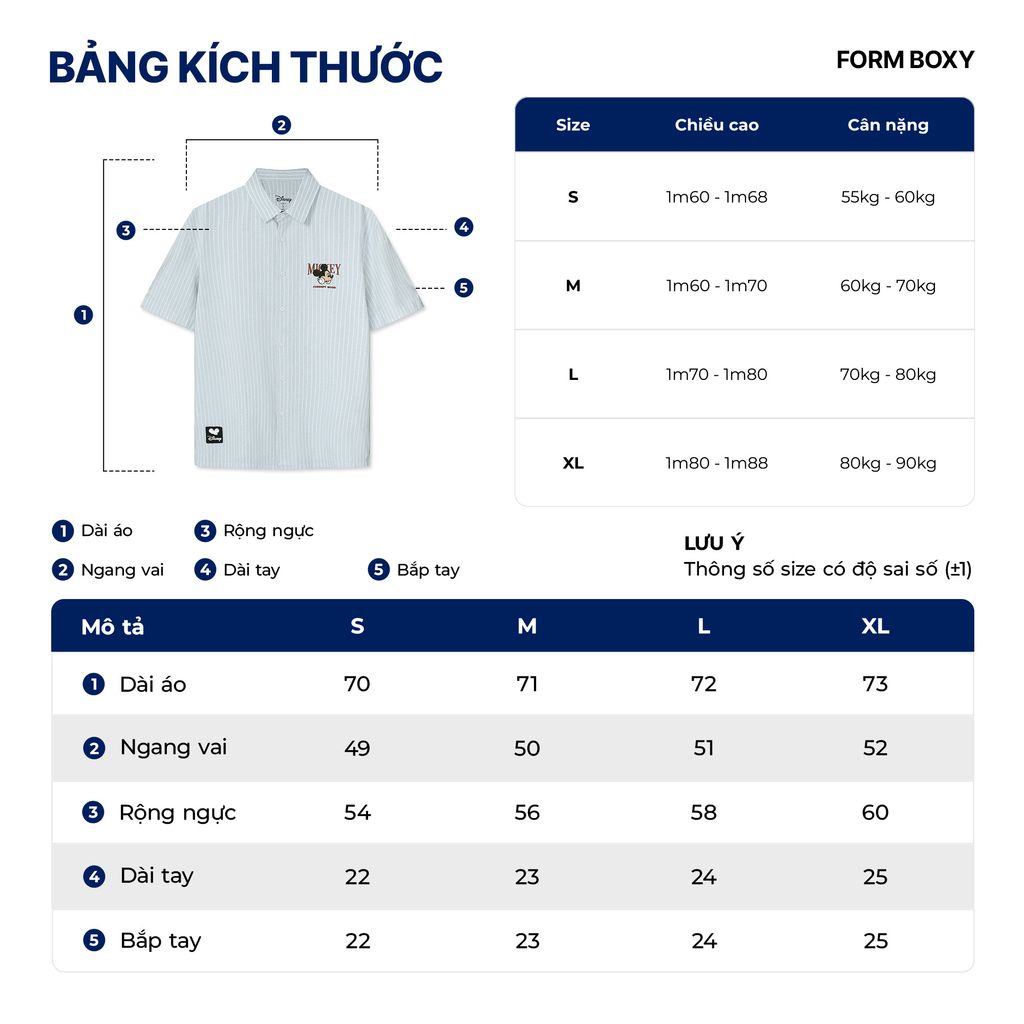 BẢNG KÍCH THƯỚC
FORM BOXY
2
3
4
5
1
Disney
MICKEY
Disney
Size Chiều cao Cân nặng
S 1m60 - 1m68 55kg - 60kg
M 1m60 - 1m70 60kg - 70kg
L 1m70 - 1m80 70kg - 80kg
XL 1m80 - 1m88 80kg - 90kg
1 Dài áo 3 Rộng ngực
2 Ngang vai 4 Dài tay 5 Bắp tay
LƯU Ý
Thông số size có độ sai số (±1)
Mô tả S M L XL
1 Dài áo 70 71 72 73
2 Ngang vai 49 50 51 52
3 Rộng ngực 54 56 58 60
4 Dài tay 22 23 24 25
5 Bắp tay 22 23 24 25